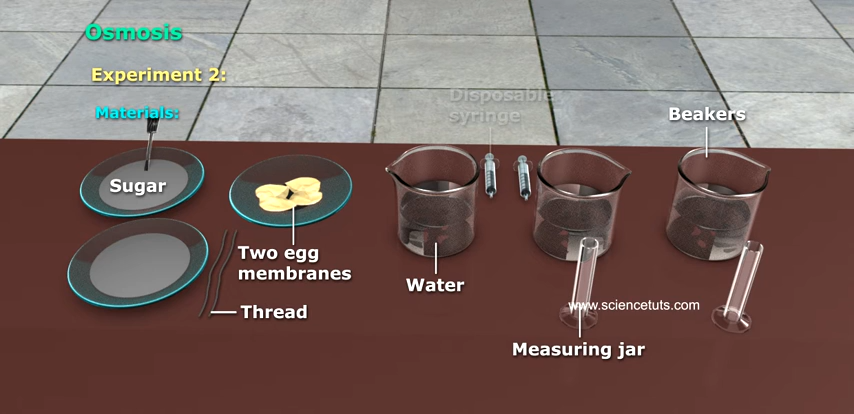 Osmosis
Experiment 2:
Materials:
Disposable
syringe
Beakers
Sugar
Two egg
membranes
Water
Thread
www.sciencetuts.com
Measuring jar